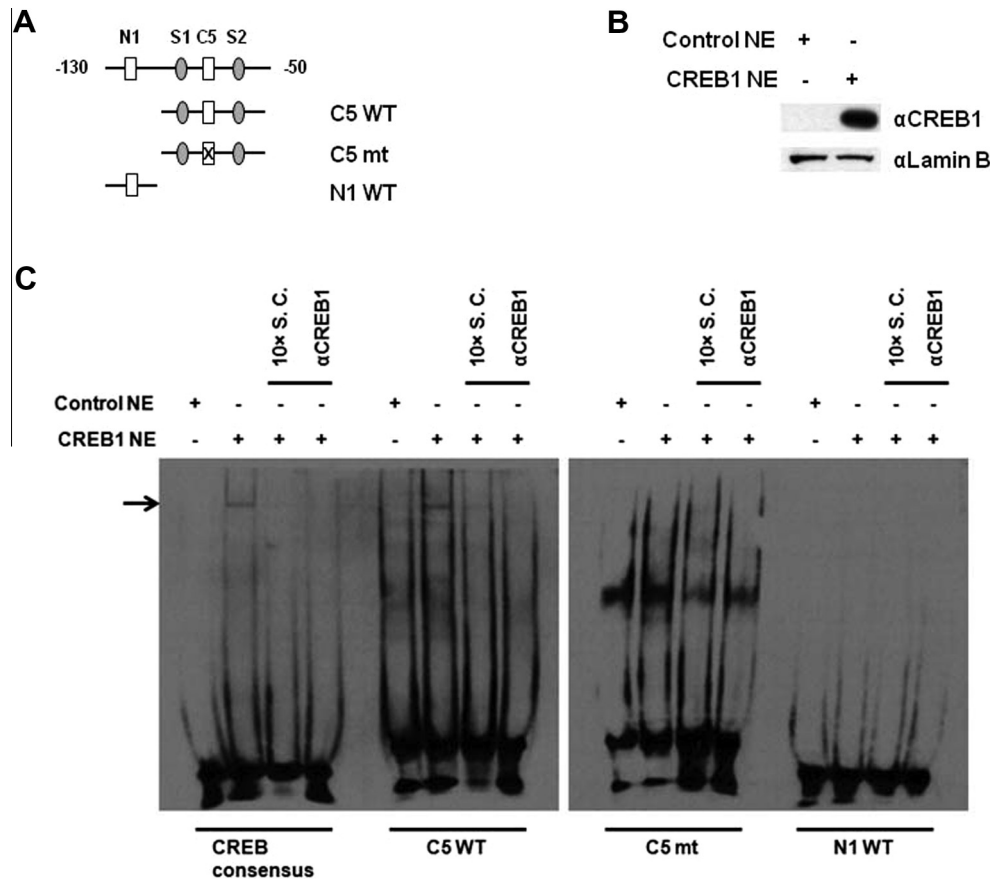 A
N1 S1 C5 S2
-130 -50
C5 WT
C5 mt
N1 WT
B
Control NE + -
CREB1 NE - +
αCREB1
αLamin B
C
10× S. C. αCREB1 10× S. C. αCREB1 10× S. C. αCREB1 10× S. C. αCREB1
Control NE + - - - + - - - + - - - + - - -
CREB1 NE - + + + - + + + - + + + - + + +
CREB consensus C5 WT C5 mt N1 WT